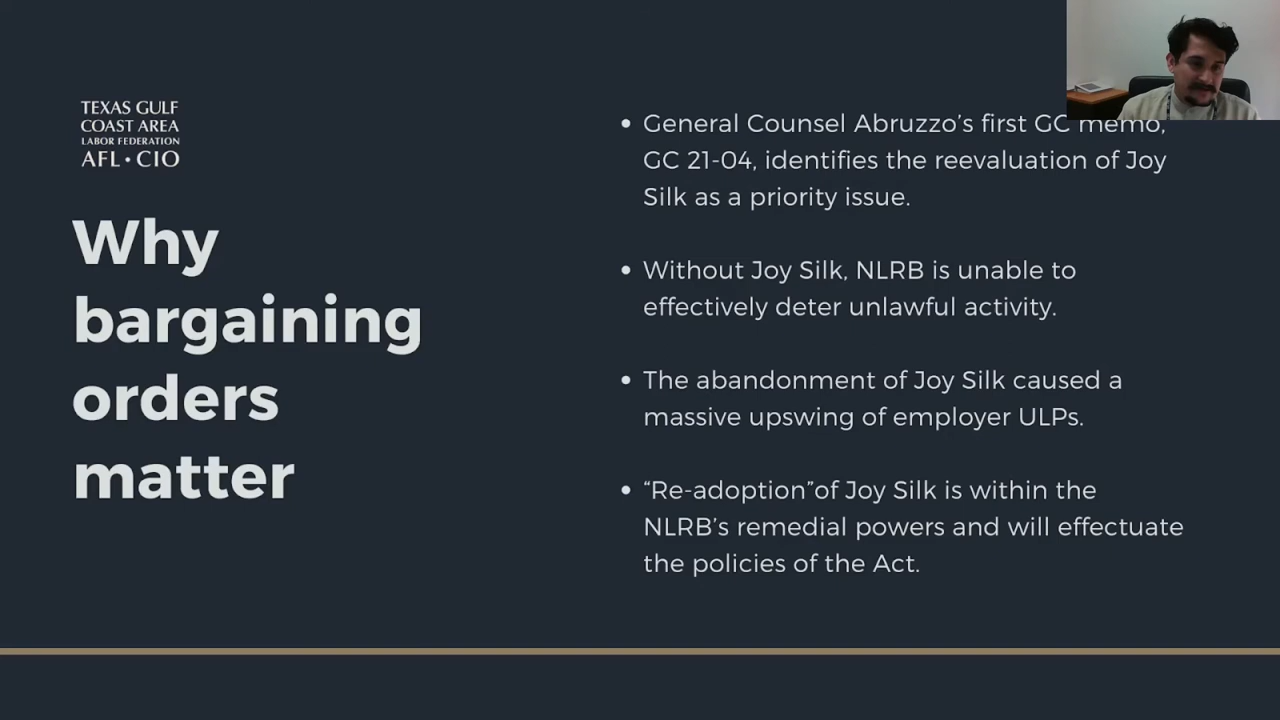 TEXAS GULF
COAST AREA
LABOR FEDERATION
AFL • CIO
Why
bargaining
orders
matter
• General Counsel Abruzzo’s first GC memo,
GC 21-04, identifies the reevaluation of Joy
Silk as a priority issue.
• Without Joy Silk, NLRB is unable to
effectively deter unlawful activity.
• The abandonment of Joy Silk caused a
massive upswing of employer ULPs.
• “Re-adoption”of Joy Silk is within the
NLRB’s remedial powers and will effectuate
the policies of the Act.